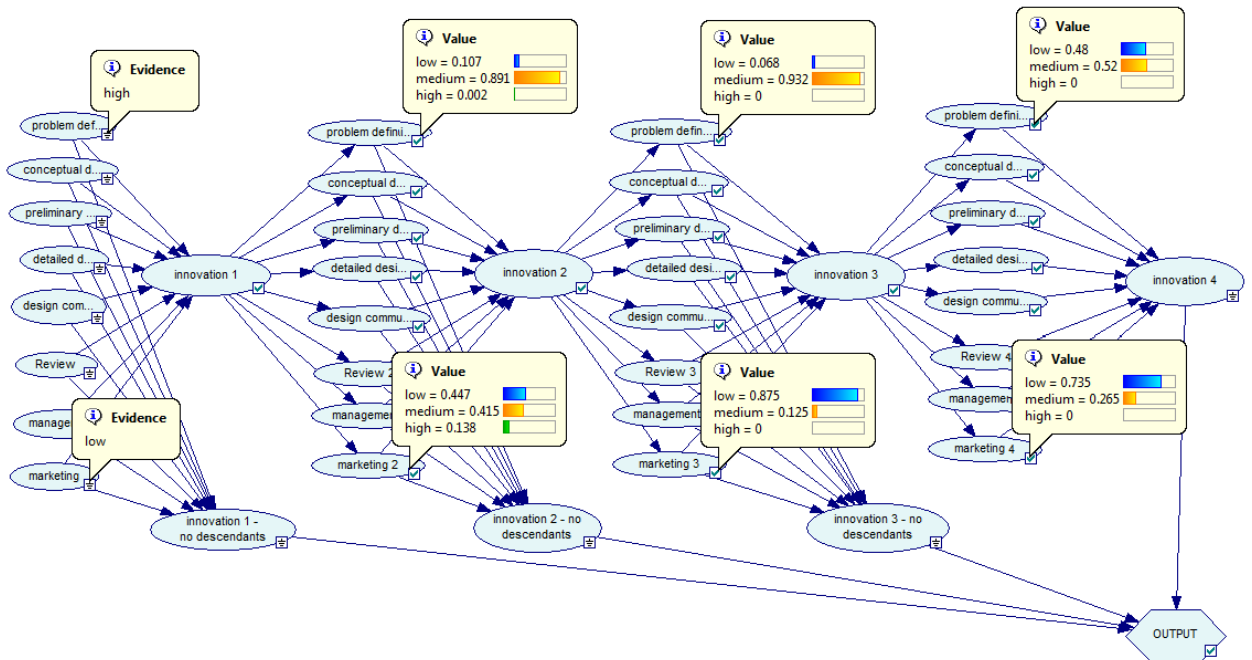 Evidence
high
problem def...
conceptual d...
preliminary ...
detailed d...
design com...
Review
Evidence
low
marketing
innovation 1
innovation 1 -
no descendants
Value
low = 0.107
medium = 0.891
high = 0.002
problem defini...
conceptual d...
preliminary d...
detailed desi...
design commu...
Review 2
management
Value
low = 0.447
medium = 0.415
high = 0.138
marketing 2
innovation 2
innovation 2 - no
descendants
Value
low = 0.068
medium = 0.932
high = 0
problem defin...
conceptual d...
preliminary d...
detailed desi...
design commu...
Review 3
management
Value
low = 0.875
medium = 0.125
high = 0
marketing 3
innovation 3
innovation 3 - no
descendants
Value
low = 0.48
medium = 0.52
high = 0
problem defini...
conceptual d...
preliminary d...
detailed desi...
design commu...
Review 4
Value
low = 0.735
medium = 0.265
high = 0
marketing 4
innovation 4
OUTPUT